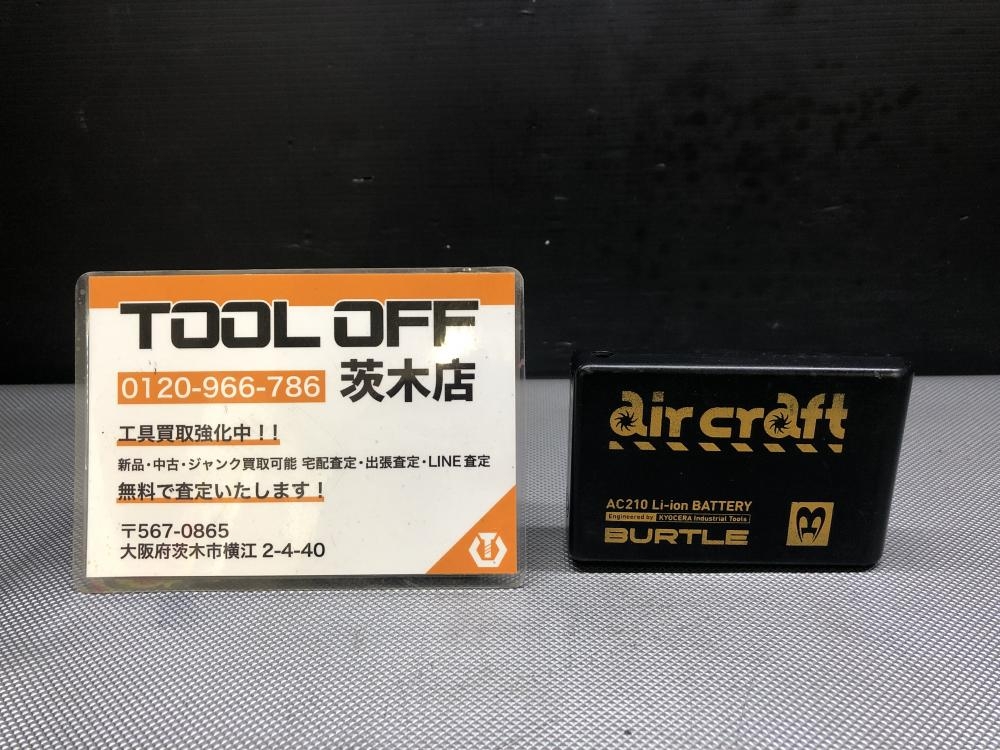 TOOL OFF
0120-966-786 茨木店
工具買取強化中!!
新品・中古・ジャンク買取可能 宅配査定・出張査定・LINE査定
無料で査定いたします!
〒567-0865
大阪府茨木市横江 2-4-40
air craft
AC210 Li-ion BATTERY
Engineered by KYOCERA Industrial Tools
BURTLE